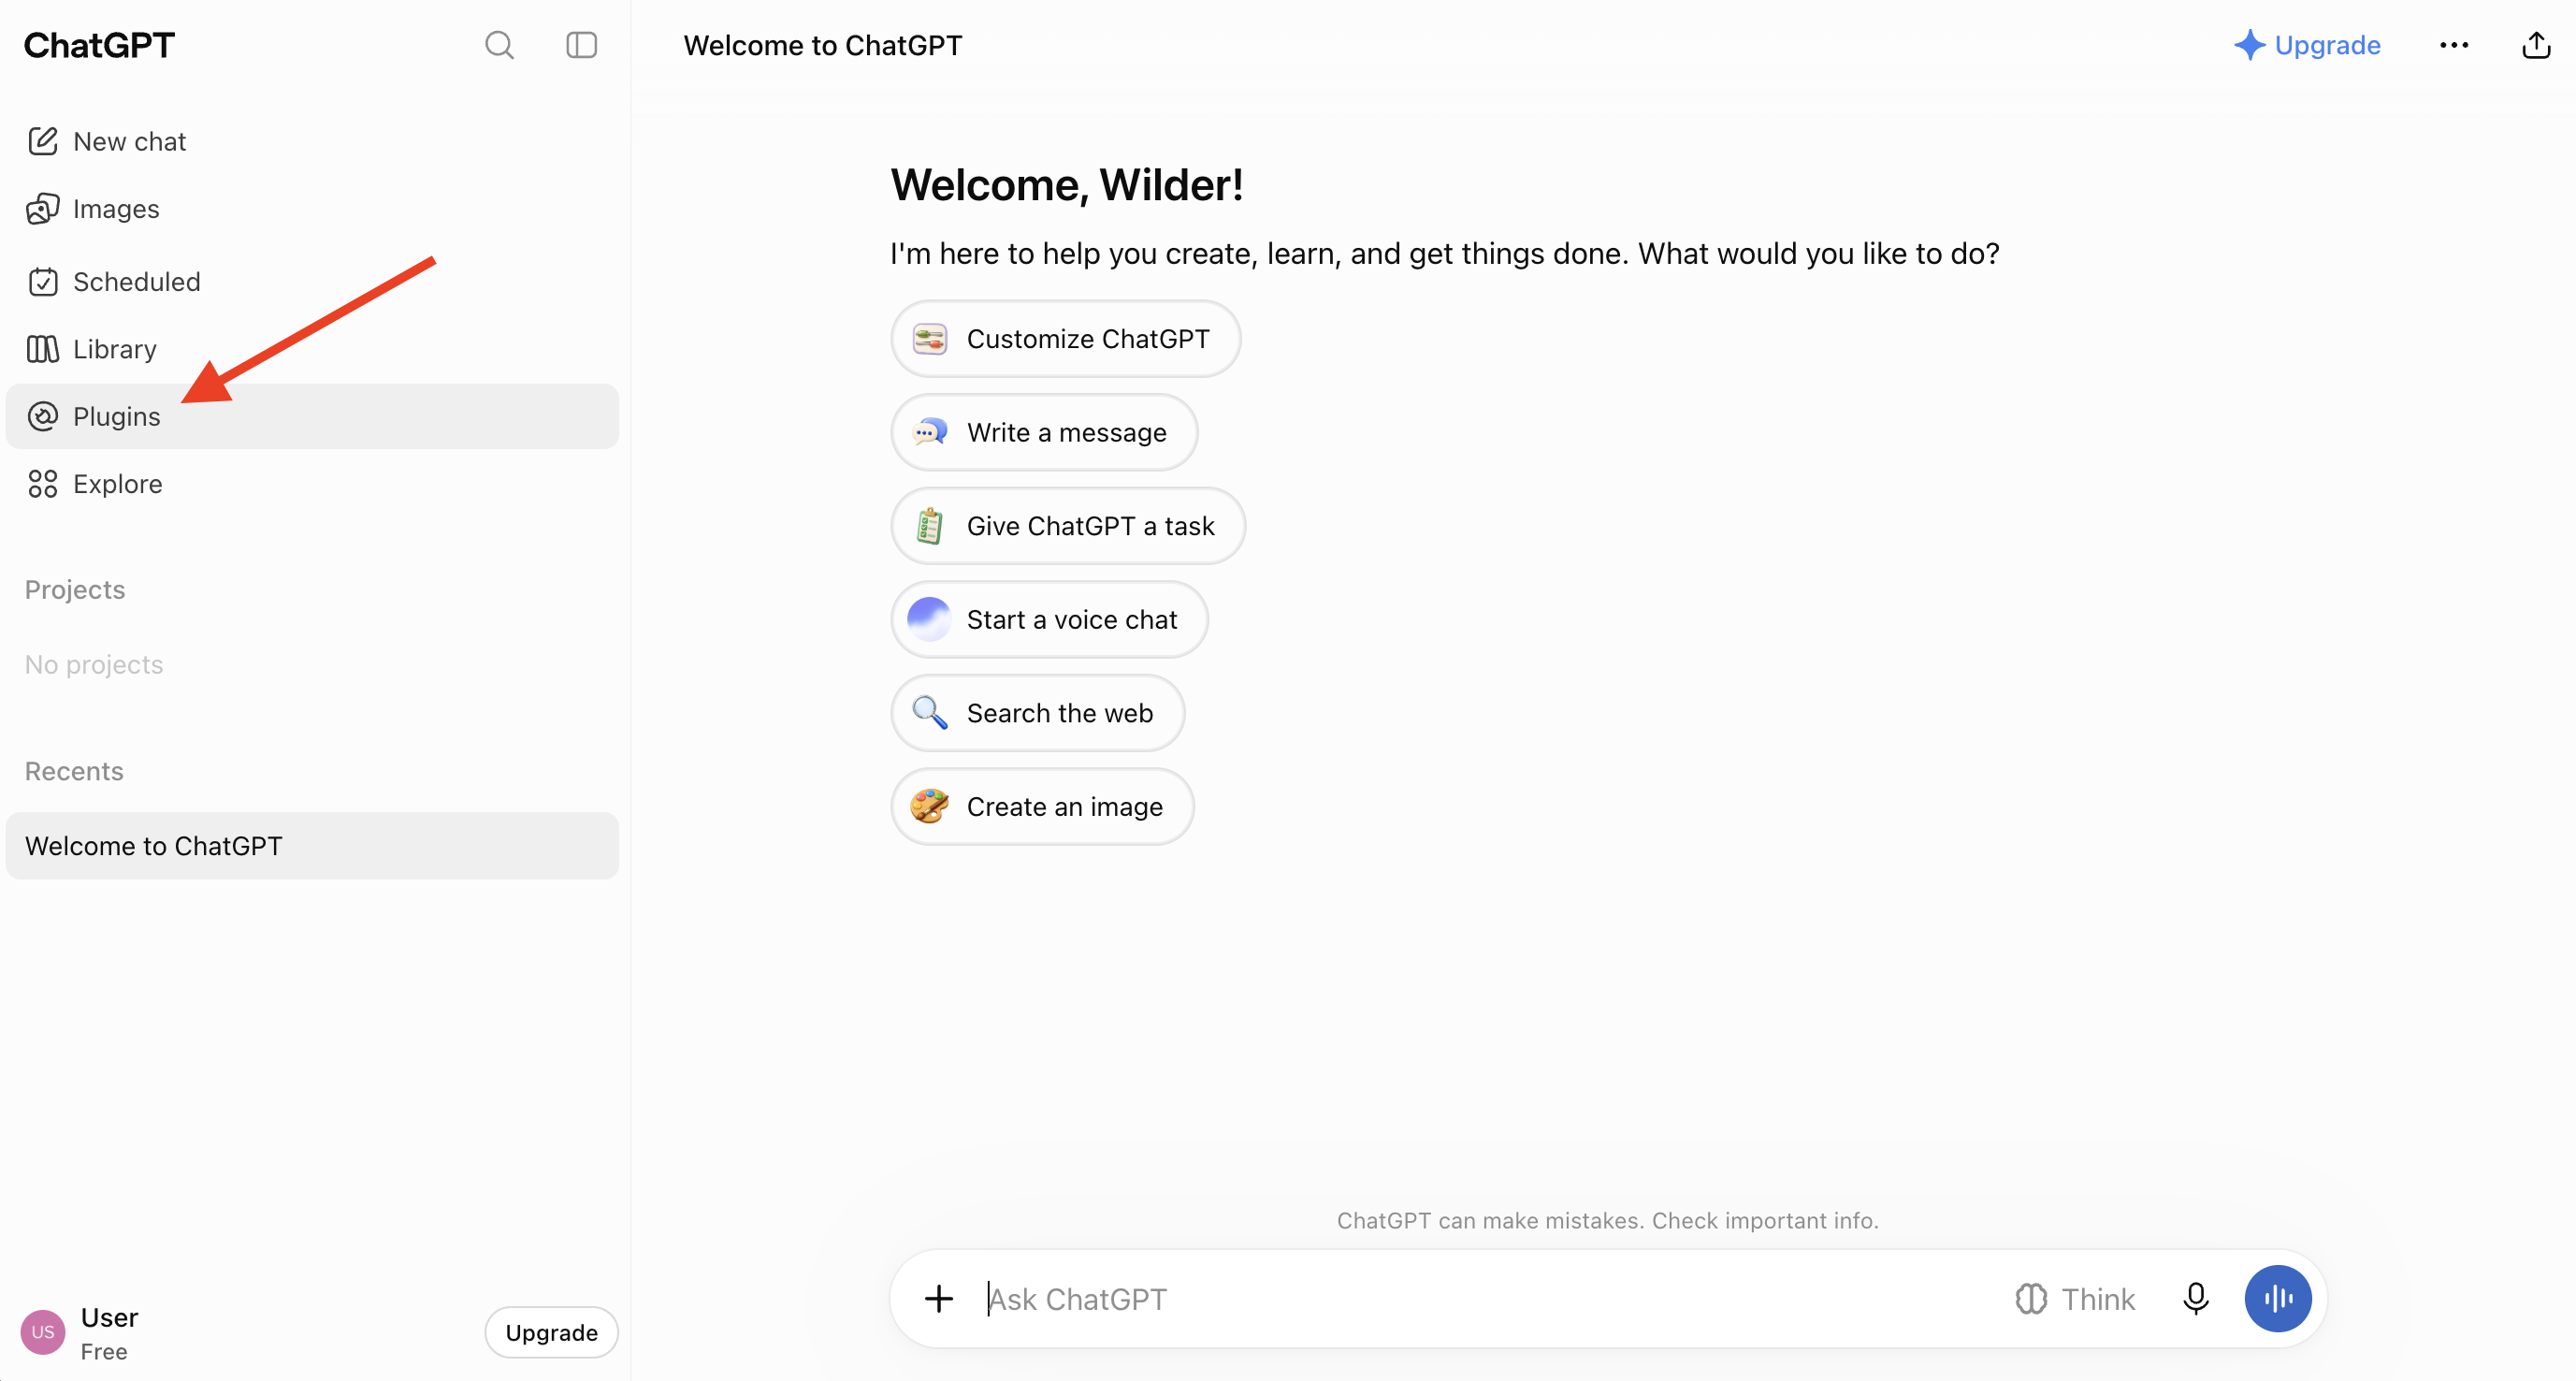 ChatGPT
New chat
Images
Scheduled
Library
Plugins
Explore
Projects
No projects
Recents
Welcome to ChatGPT
US
User
Free
Upgrade
Welcome to ChatGPT
Upgrade
Welcome, Wilder!
I'm here to help you create, learn, and get things done. What would you like to do?
Customize ChatGPT
Write a message
Give ChatGPT a task
Start a voice chat
Search the web
Create an image
ChatGPT can make mistakes. Check important info.
Ask ChatGPT
Think